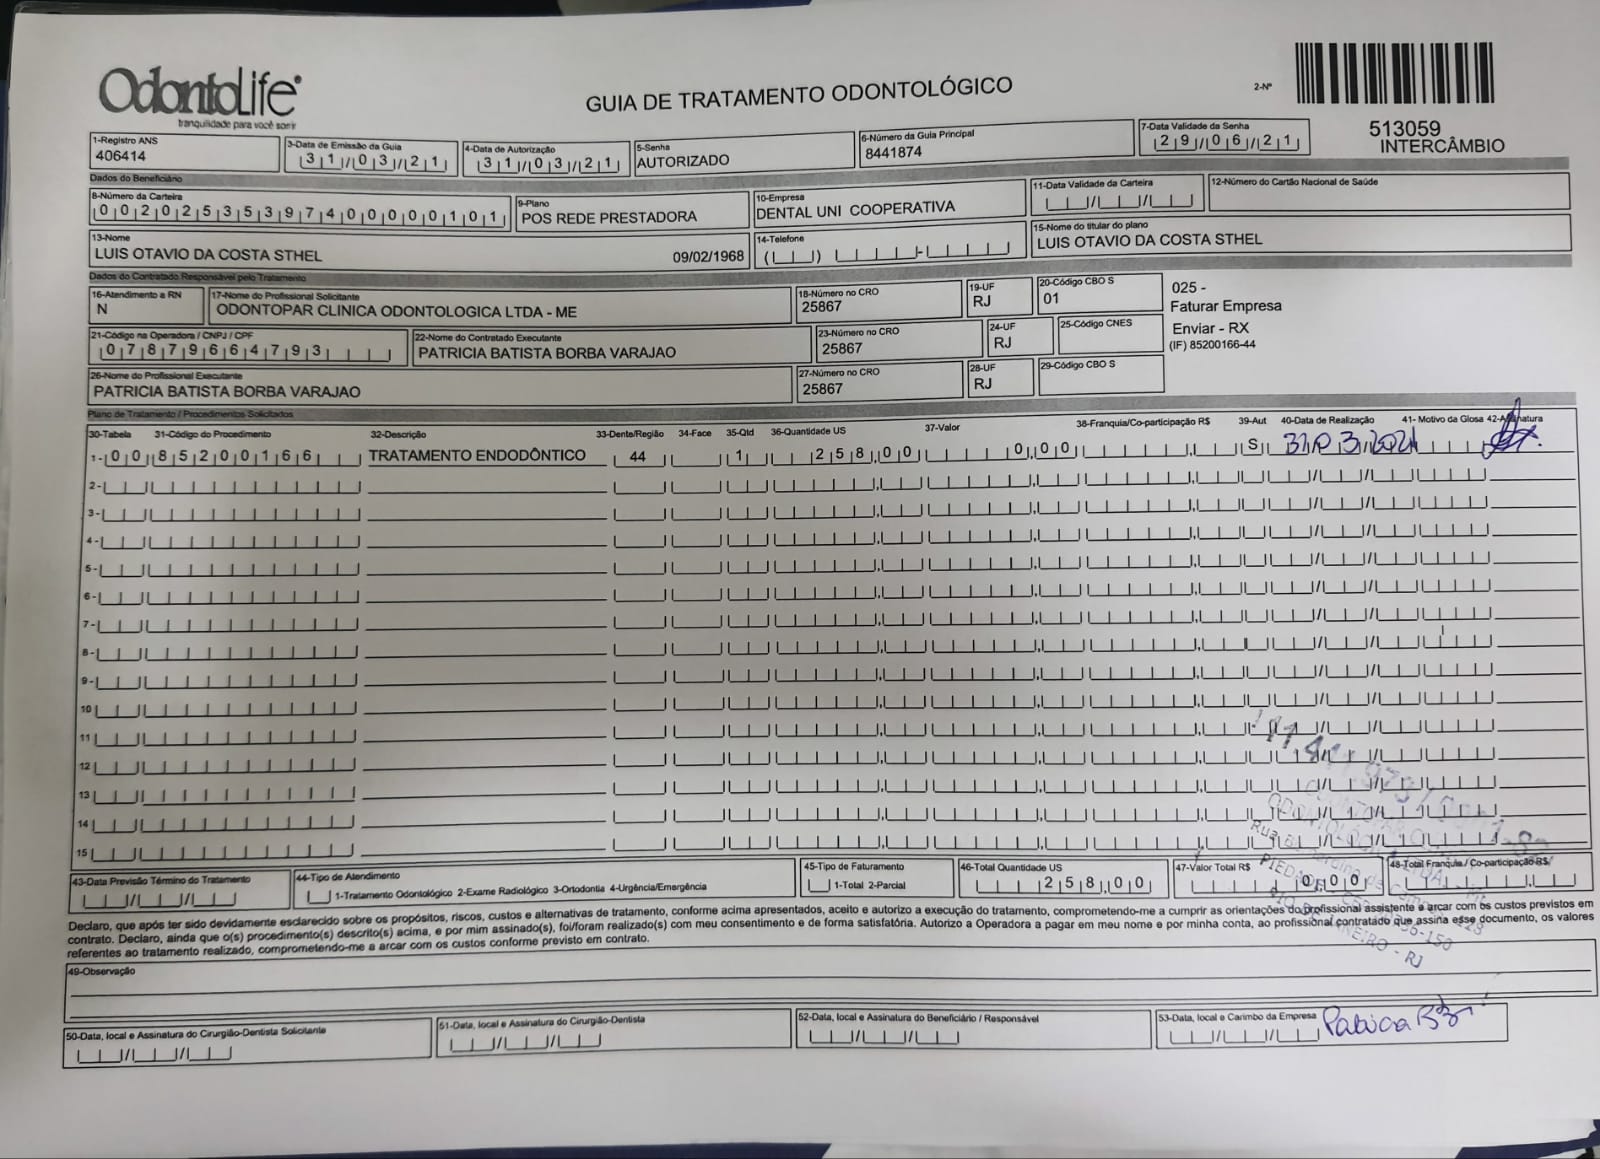 OdontoLife®
tranquilidade para você sorrir
GUIA DE TRATAMENTO ODONTOLÓGICO
2-Nº
513059
INTERCÂMBIO
1-Registro ANS
406414
3-Data de Emissão da Guia
31/03/21
4-Data de Autorização
31/03/21
5-Senha
AUTORIZADO
6-Número da Guia Principal
8441874
7-Data Validade da Senha
29/06/21
Dados do Beneficiário
8-Número da Carteira
00202535397400000101
9-Plano
POS REDE PRESTADORA
10-Empresa
DENTAL UNI COOPERATIVA
11-Data Validade da Carteira
12-Número do Cartão Nacional de Saúde
13-Nome
LUIS OTAVIO DA COSTA STHEL 09/02/1968
14-Telefone
15-Nome do titular do plano
LUIS OTAVIO DA COSTA STHEL
Dados do Contratado Responsável pelo Tratamento
16-Atendimento a RN
N
17-Nome do Profissional Solicitante
ODONTOPAR CLINICA ODONTOLOGICA LTDA - ME
18-Número no CRO
25867
19-UF
RJ
20-Código CBO S
01
025 -
Faturar Empresa
Enviar - RX
(IF) 85200166-44
21-Código na Operadora / CNPJ / CPF
07879664793
22-Nome do Contratado Executante
PATRICIA BATISTA BORBA VARAJAO
23-Número no CRO
25867
24-UF
RJ
25-Código CNES
26-Nome do Profissional Executante
PATRICIA BATISTA BORBA VARAJAO
27-Número no CRO
25867
28-UF
RJ
29-Código CBO S
Plano de Tratamento / Procedimentos Solicitados
30-Tabela 31-Código do Procedimento 32-Descrição 33-Dente/Região 34-Face 35-Qtd 36-Quantidade US 37-Valor 38-Franquia/Co-participação R$ 39-Aut 40-Data de Realização 41- Motivo da Glosa 42-Assinatura
1- 00 85200166 TRATAMENTO ENDODÔNTICO 44 1 258,00 0,00 S 31/03/2021
2-
3-
4-
5-
6-
7-
8-
9-
10
11
12
13
14
15
43-Data Previsão Término do Tratamento
44-Tipo de Atendimento
1-Tratamento Odontológico 2-Exame Radiológico 3-Ortodontia 4-Urgência/Emergência
45-Tipo de Faturamento
1-Total 2-Parcial
46-Total Quantidade US
258,00
47-Valor Total R$
0,00
48-Total Franquia / Co-participação R$
Declaro, que após ter sido devidamente esclarecido sobre os propósitos, riscos, custos e alternativas de tratamento, conforme acima apresentados, aceito e autorizo a execução do tratamento, comprometendo-me a cumprir as orientações do profissional assistente a arcar com os custos previstos em
contrato. Declaro, ainda que o(s) procedimento(s) descrito(s) acima, e por mim assinado(s), foi/foram realizado(s) com meu consentimento e de forma satisfatória. Autorizo a Operadora a pagar em meu nome e por minha conta, ao profissional contratado que assina esse documento, os valores
referentes ao tratamento realizado, comprometendo-me a arcar com os custos conforme previsto em contrato.
49-Observação
50-Data, local e Assinatura do Cirurgião-Dentista Solicitante
51-Data, local e Assinatura do Cirurgião-Dentista
52-Data, local e Assinatura do Beneficiário / Responsável
53-Data, local e Carimbo da Empresa
Patricia